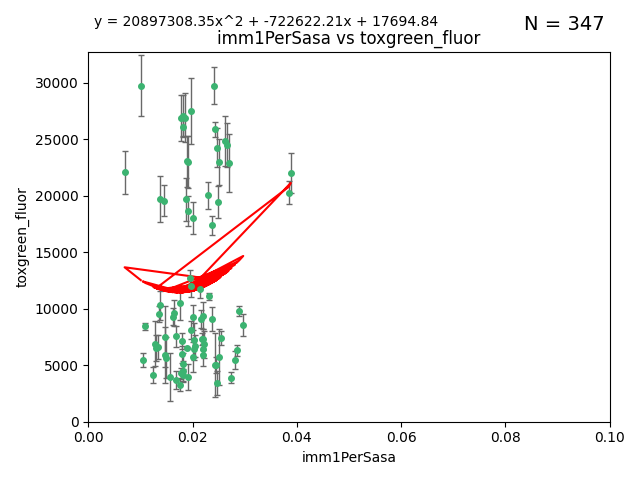 y = 20897308.35x^2 + -722622.21x + 17694.84
N = 347
imm1PerSasa vs toxgreen_fluor
30000
25000
20000
15000
10000
5000
0
toxgreen_fluor
0.00 0.02 0.04 0.06 0.08 0.10
imm1PerSasa